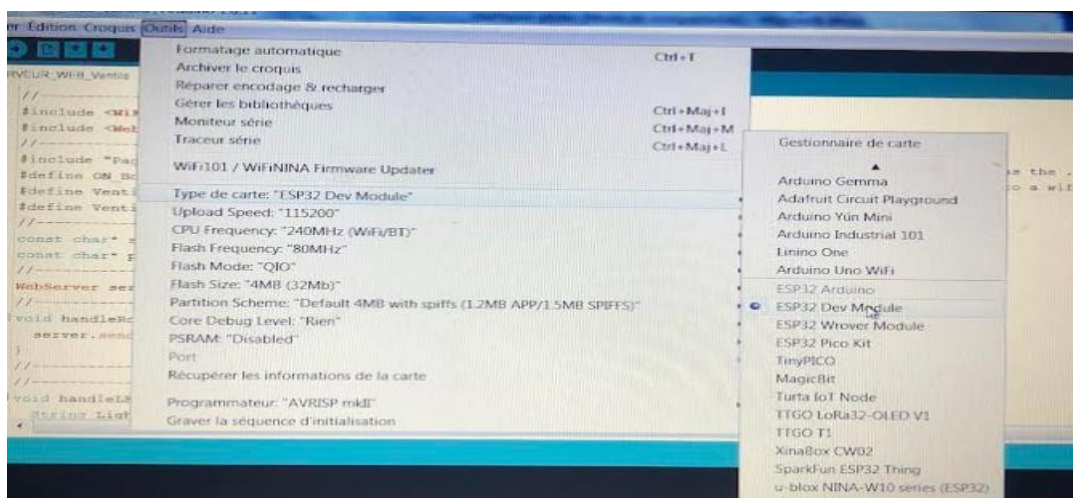 Édition Croquis Outils Aide
Formatage automatique Ctrl+T
Archiver le croquis
Réparer encodage & recharger
Gérer les bibliothèques Ctrl+Maj+I
Moniteur série Ctrl+Maj+M
Traceur série Ctrl+Maj+L
WiFi101 / WiFiNINA Firmware Updater
Type de carte: "ESP32 Dev Module"
Upload Speed: "115200"
CPU Frequency: "240MHz (WiFi/BT)"
Flash Frequency: "80MHz"
Flash Mode: "QIO"
Flash Size: "4MB (32Mb)"
Partition Scheme: "Default 4MB with spiffs (1.2MB APP/1.5MB SPIFFS)"
Core Debug Level: "Rien"
PSRAM: "Disabled"
Port
Récupérer les informations de la carte
Programmateur: "AVRISP mkII"
Graver la séquence d'initialisation
Gestionnaire de carte
Arduino Gemma
Adafruit Circuit Playground
Arduino Yún Mini
Arduino Industrial 101
Linino One
Arduino Uno WiFi
ESP32 Arduino
ESP32 Dev Module
ESP32 Wrover Module
ESP32 Pico Kit
TinyPICO
MagicBit
Turta IoT Node
TTGO LoRa32-OLED V1
TTGO T1
XinaBox CW02
SparkFun ESP32 Thing
u-blox NINA-W10 series (ESP32)
//
#include
#include
//
#include
#define
#define Venti
#define Venti
//
const char*
const char*
//
WebServer
//
void
//
//
void
String